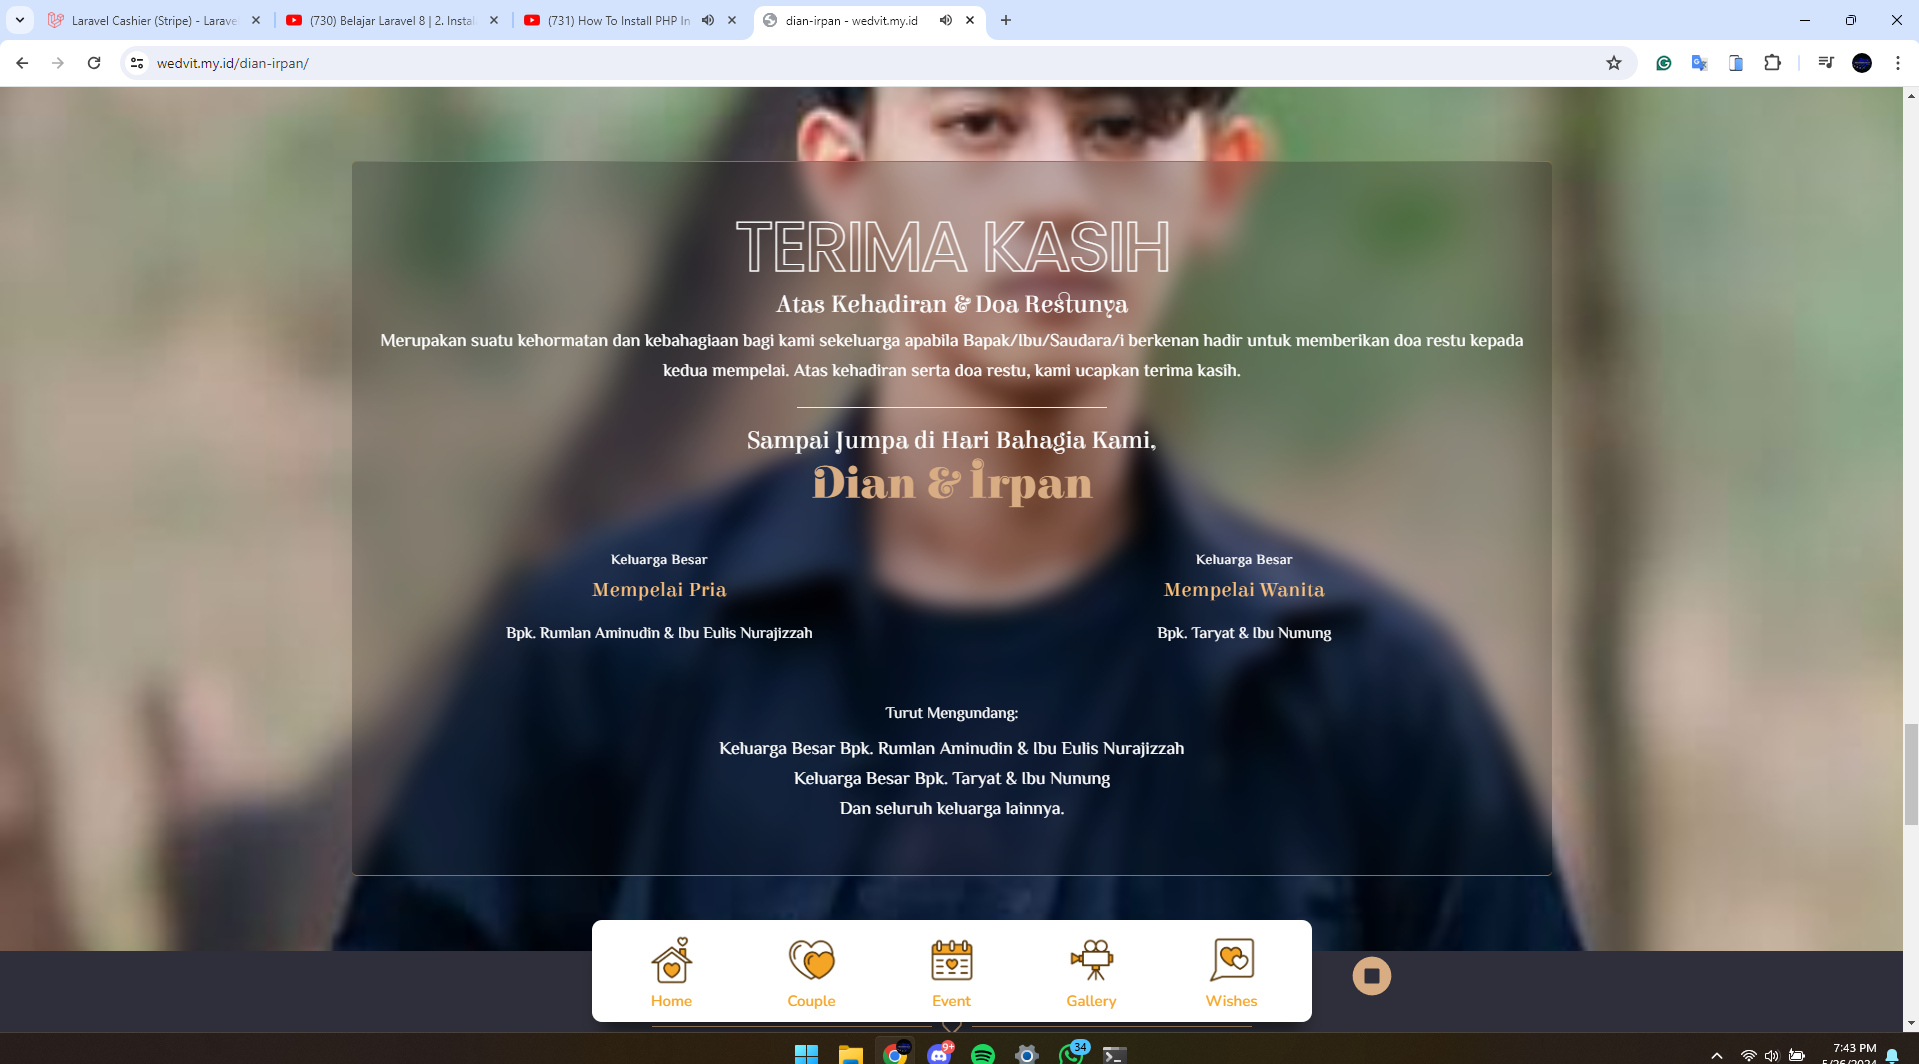 Laravel Cashier (Stripe) - Larave
(730) Belajar Laravel 8 | 2. Instal
(731) How To Install PHP In
dian-irpan - wedvit.my.id
wedvit.my.id/dian-irpan/
TERIMA KASIH
Atas Kehadiran & Doa Restunya
Merupakan suatu kehormatan dan kebahagiaan bagi kami sekeluarga apabila Bapak/Ibu/Saudara/i berkenan hadir untuk memberikan doa restu kepada
kedua mempelai. Atas kehadiran serta doa restu, kami ucapkan terima kasih.
Sampai Jumpa di Hari Bahagia Kami,
Dian & Irpan
Keluarga Besar
Mempelai Pria
Bpk. Rumlan Aminudin & Ibu Eulis Nurajizzah
Keluarga Besar
Mempelai Wanita
Bpk. Taryat & Ibu Nunung
Turut Mengundang:
Keluarga Besar Bpk. Rumlan Aminudin & Ibu Eulis Nurajizzah
Keluarga Besar Bpk. Taryat & Ibu Nunung
Dan seluruh keluarga lainnya.
Home
Couple
Event
Gallery
Wishes
9+
34
7:43 PM
5/26/2024